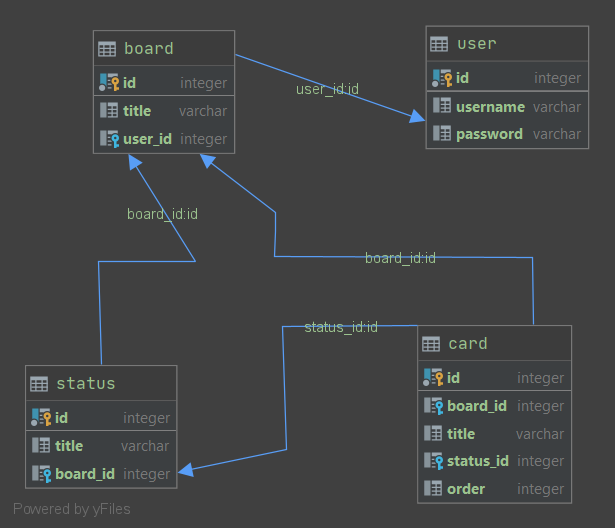 board
id integer
title varchar
user_id integer
user
id integer
username varchar
password varchar
user_id:id
board_id:id
board_id:id
status_id:id
status
id integer
title varchar
board_id integer
card
id integer
board_id integer
title varchar
status_id integer
order integer
Powered by yFiles